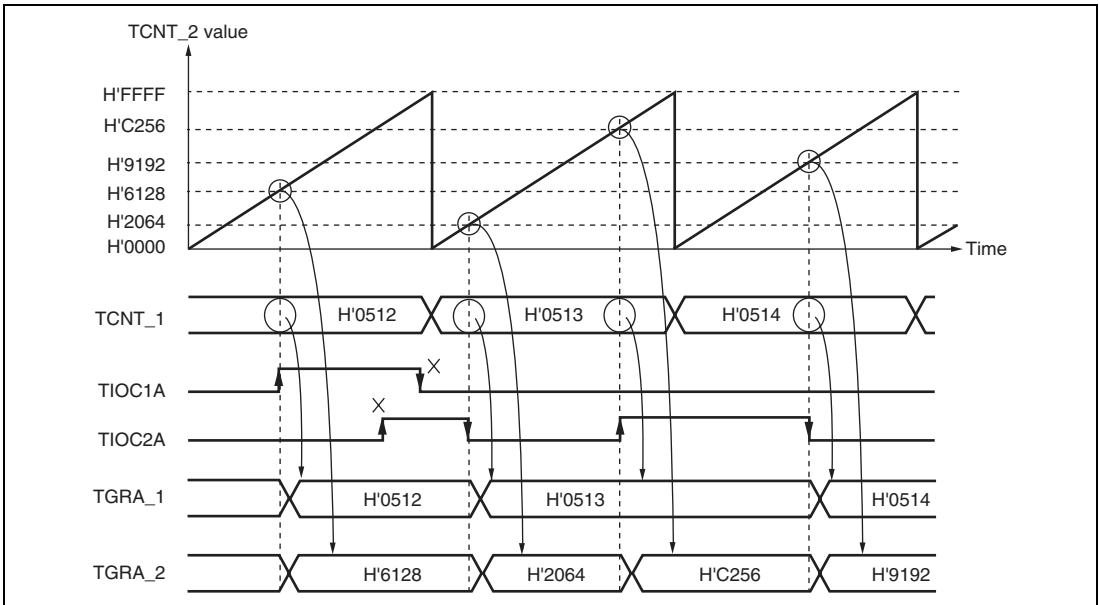 TCNT_2 value
H'FFFF
H'C256
H'9192
H'6128
H'2064
H'0000
Time
TCNT_1
H'0512
H'0513
H'0514
TIOC1A
TIOC2A
TGRA_1
H'0512
H'0513
H'0514
TGRA_2
H'6128
H'2064
H'C256
H'9192